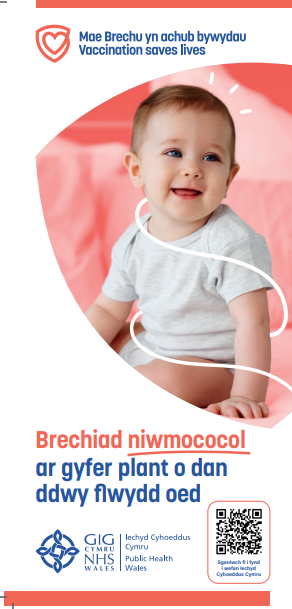 Mae Brechu yn achub bywydau
Vaccination saves lives
Brechiad niwmococol
ar gyfer plant o dan
ddwy flwydd oed
GIG
CYMRU
NHS
WALES
Iechyd Cyhoeddus
Cymru
Public Health
Wales
Sganiwch fi i fynd
i wefan Iechyd
Cyhoeddus Cymru